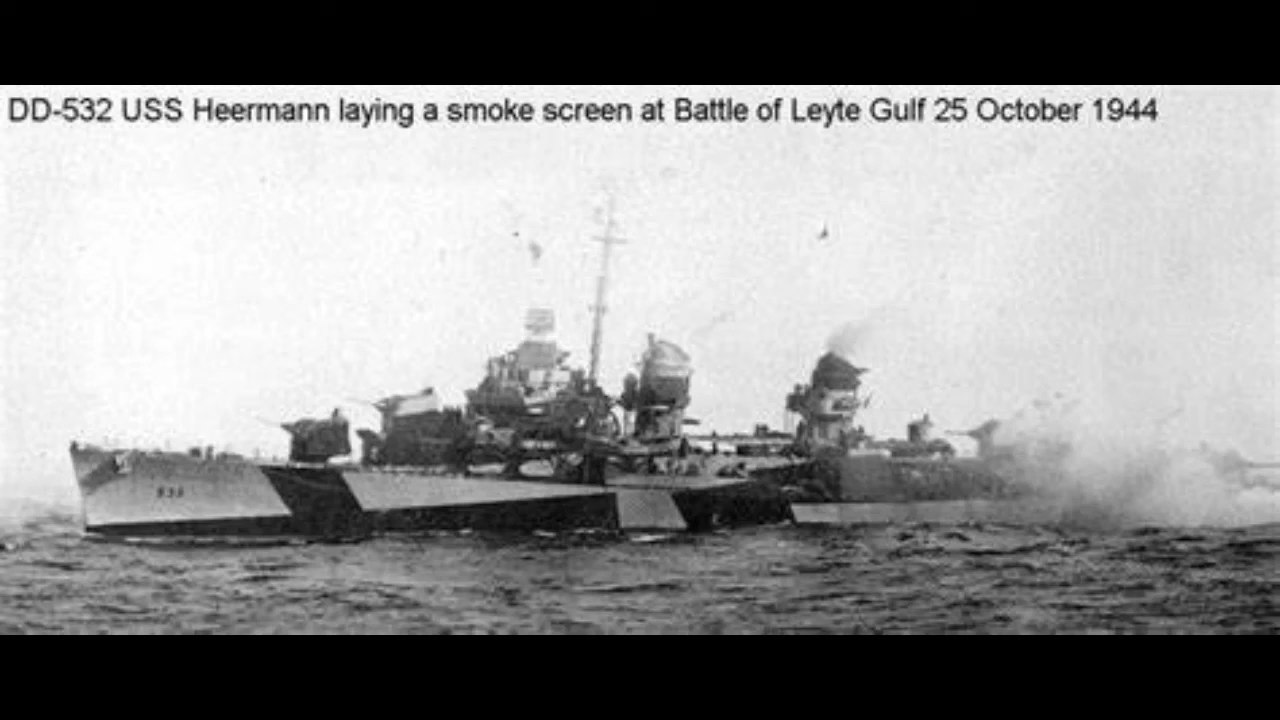 DD-532 USS Heermann laying a smoke screen at Battle of Leyte Gulf 25 October 1944